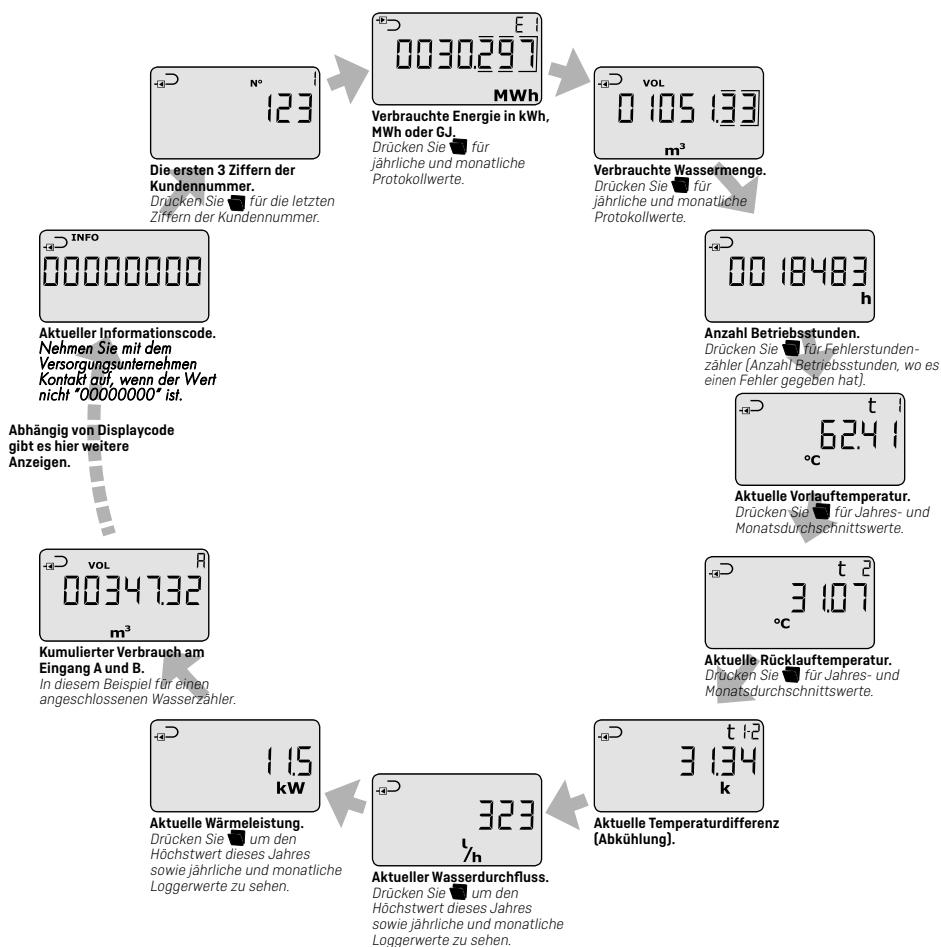 E 1
0030.297
MWh
Verbrauchte Energie in kWh,
MWh oder GJ.
Drücken Sie für
jährliche und monatliche
Protokollwerte.
VOL
01051.33
m³
Verbrauchte Wassermenge.
Drücken Sie für
jährliche und monatliche
Protokollwerte.
0018483
h
Anzahl Betriebsstunden.
Drücken Sie für Fehlerstunden-
zähler (Anzahl Betriebsstunden, wo es
einen Fehler gegeben hat).
t 1
62.41
°C
Aktuelle Vorlauftemperatur.
Drücken Sie für Jahres- und
Monatsdurchschnittswerte.
t 2
31.07
°C
Aktuelle Rücklauftemperatur.
Drücken Sie für Jahres- und
Monatsdurchschnittswerte.
t 1-2
31.34
k
Aktuelle Temperaturdifferenz
(Abkühlung).
323
l/h
Aktueller Wasserdurchfluss.
Drücken Sie um den
Höchstwert dieses Jahres
sowie jährliche und monatliche
Loggerwerte zu sehen.
11.5
kW
Aktuelle Wärmeleistung.
Drücken Sie um den
Höchstwert dieses Jahres
sowie jährliche und monatliche
Loggerwerte zu sehen.
VOL A
00347.32
m³
Kumulierter Verbrauch am
Eingang A und B.
In diesem Beispiel für einen
angeschlossenen Wasserzähler.
Abhängig von Displaycode
gibt es hier weitere
Anzeigen.
INFO
00000000
Aktueller Informationscode.
Nehmen Sie mit dem
Versorgungsunternehmen
Kontakt auf, wenn der Wert
nicht "00000000" ist.
N° 1
123
Die ersten 3 Ziffern der
Kundennummer.
Drücken Sie für die letzten
Ziffern der Kundennummer.